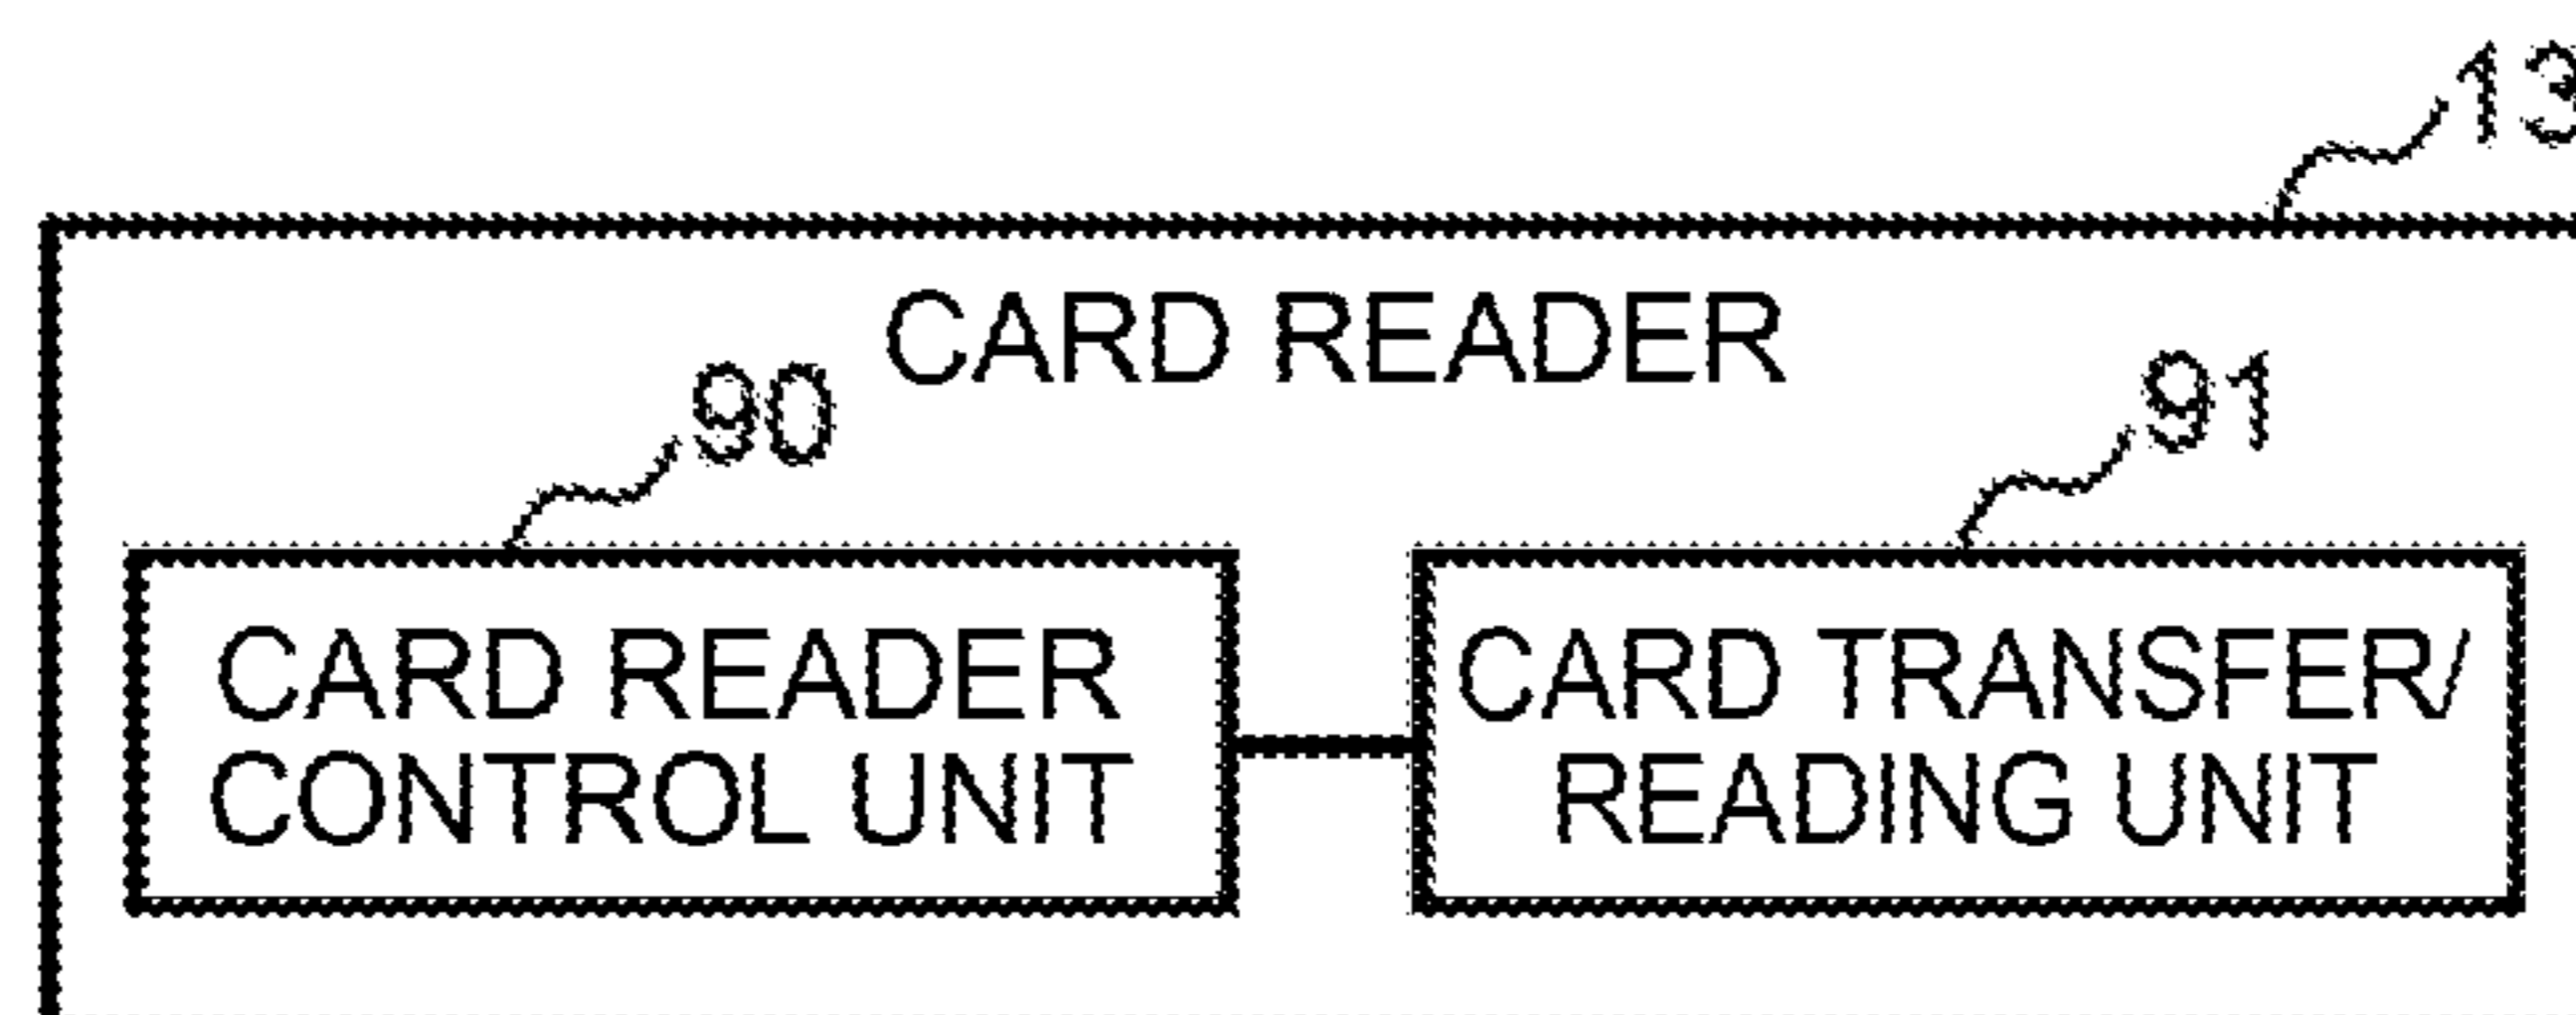 13
CARD READER
90
91
CARD READER
CONTROL UNIT
CARD TRANSFER/
READING UNIT